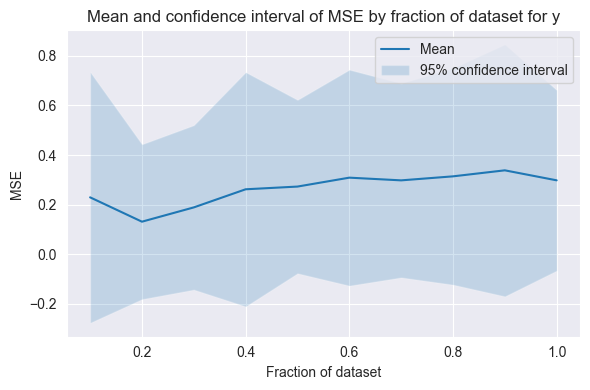 Mean and confidence interval of MSE by fraction of dataset for y
Mean
95% confidence interval
MSE
0.8
0.6
0.4
0.2
0.0
−0.2
0.2
0.4
0.6
0.8
1.0
Fraction of dataset